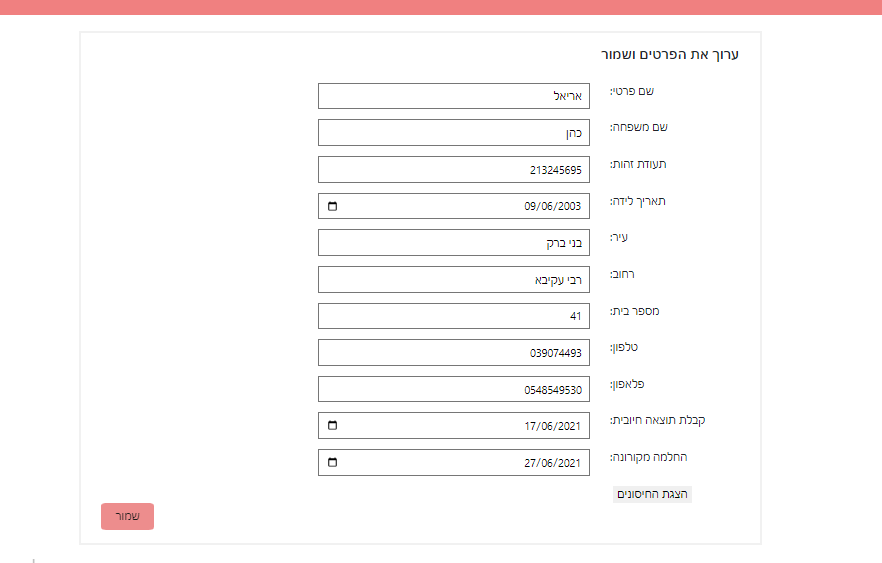 ערוך את הפרטים ושמור
שם פרטי: אריאל
שם משפחה: כהן
תעודת זהות: 213245695
תאריך לידה: 09/06/2003
עיר: בני ברק
רחוב: רבי עקיבא
מספר בית: 41
טלפון: 039074493
פלאפון: 0548549530
קבלת תוצאה חיובית: 17/06/2021
החלמה מקורונה: 27/06/2021
הצגת החיסונים
שמור